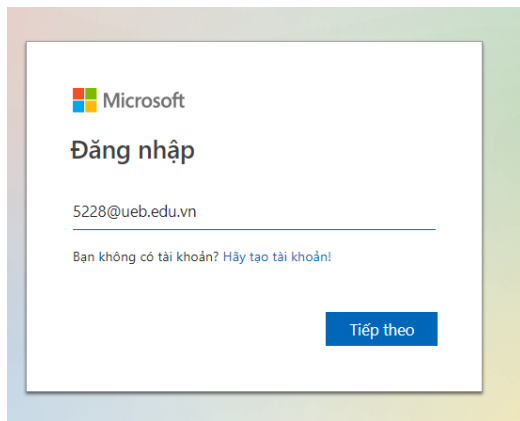 Microsoft
Đăng nhập
5228@ueb.edu.vn
Bạn không có tài khoản? Hãy tạo tài khoản!
Tiếp theo